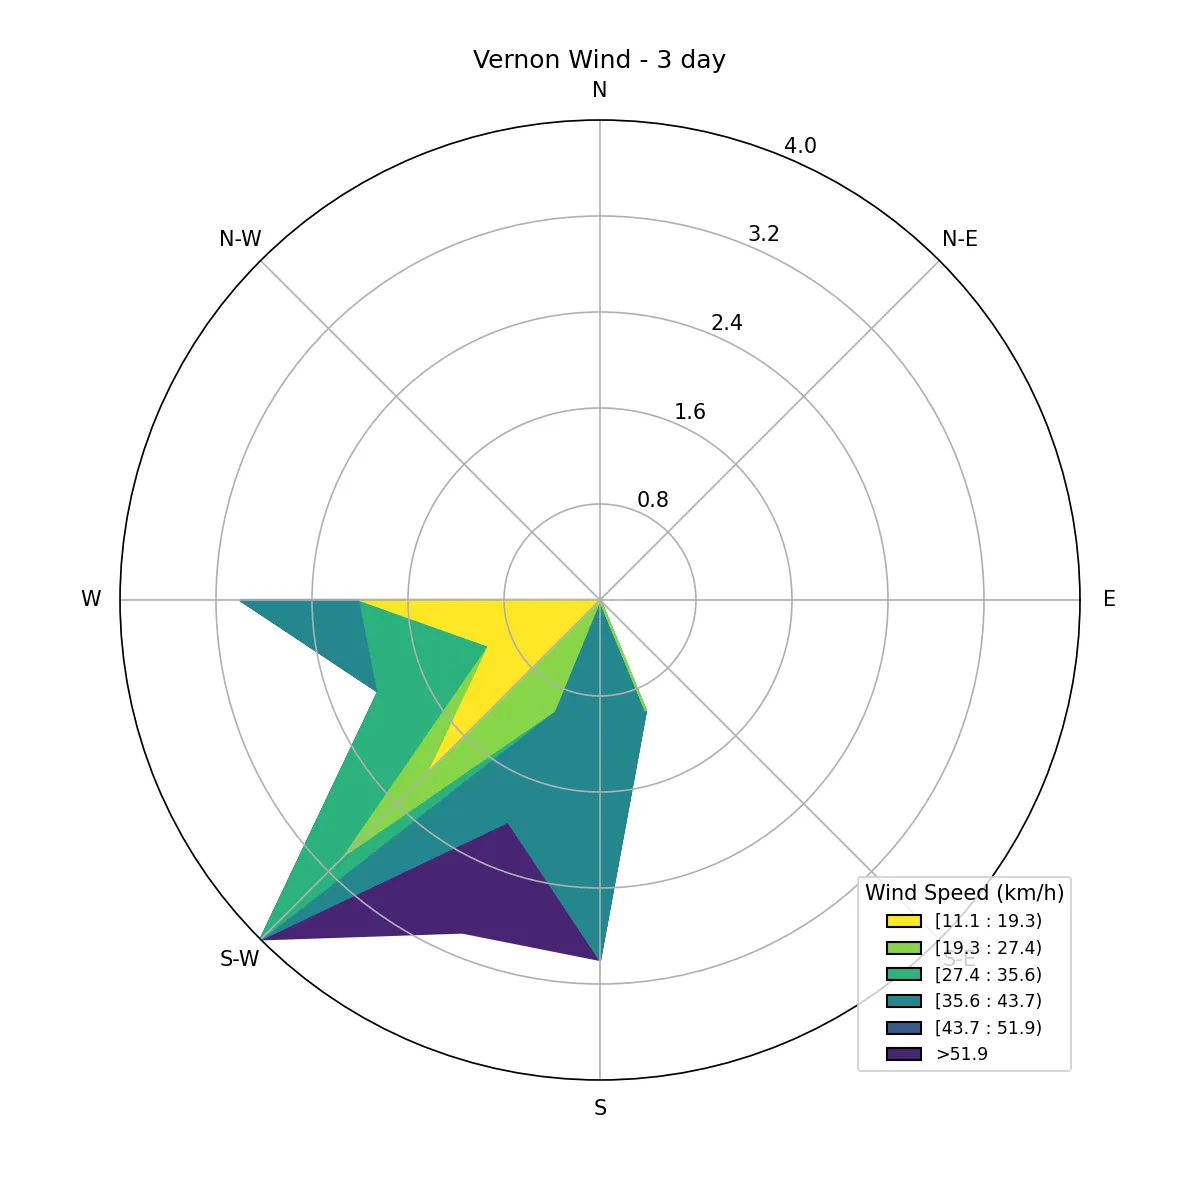 Vernon Wind - 3 day
N
4.0
N-W
3.2
N-E
2.4
1.6
0.8
W
E
S-W
S-E
S
Wind Speed (km/h)
[11.1 : 19.3)
[19.3 : 27.4)
[27.4 : 35.6)
[35.6 : 43.7)
[43.7 : 51.9)
>51.9